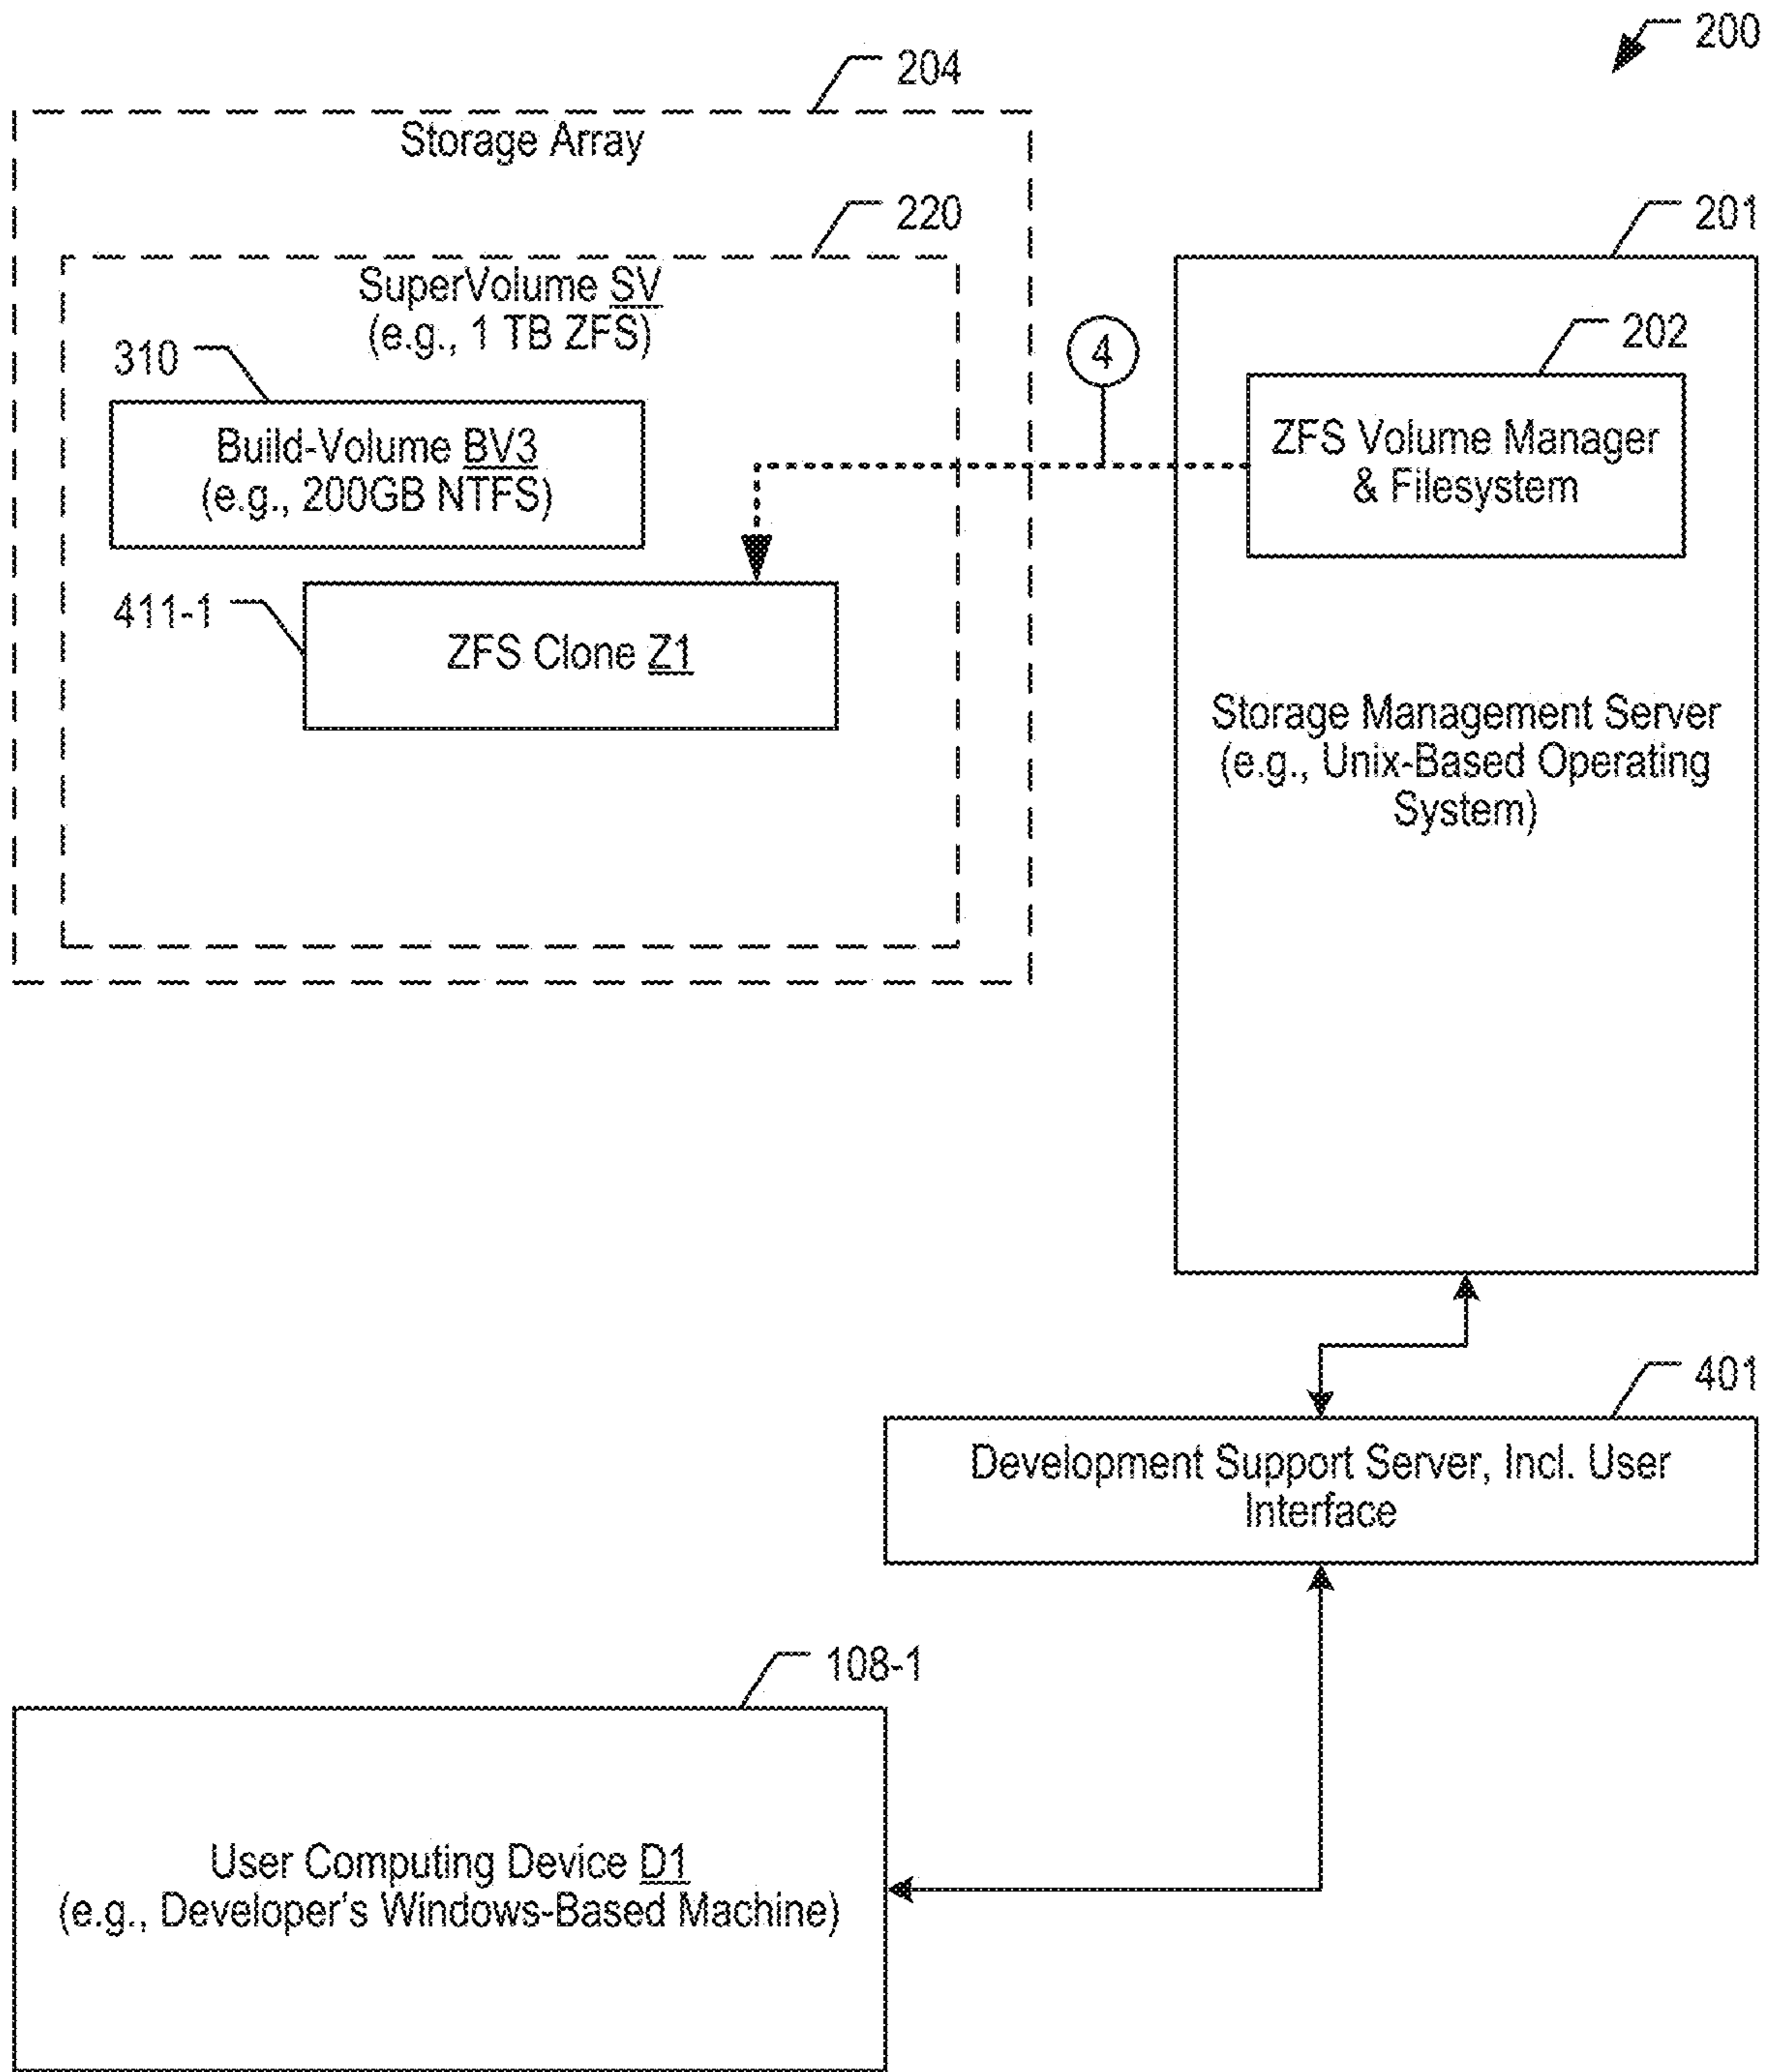 200
204
Storage Array
220
SuperVolume SV
(e.g., 1 TB ZFS)
310
Build-Volume BV3
(e.g., 200GB NTFS)
411-1
ZFS Clone Z1
4
201
202
ZFS Volume Manager
& Filesystem
Storage Management Server
(e.g., Unix-Based Operating
System)
401
Development Support Server, Incl. User
Interface
108-1
User Computing Device D1
(e.g., Developer's Windows-Based Machine)